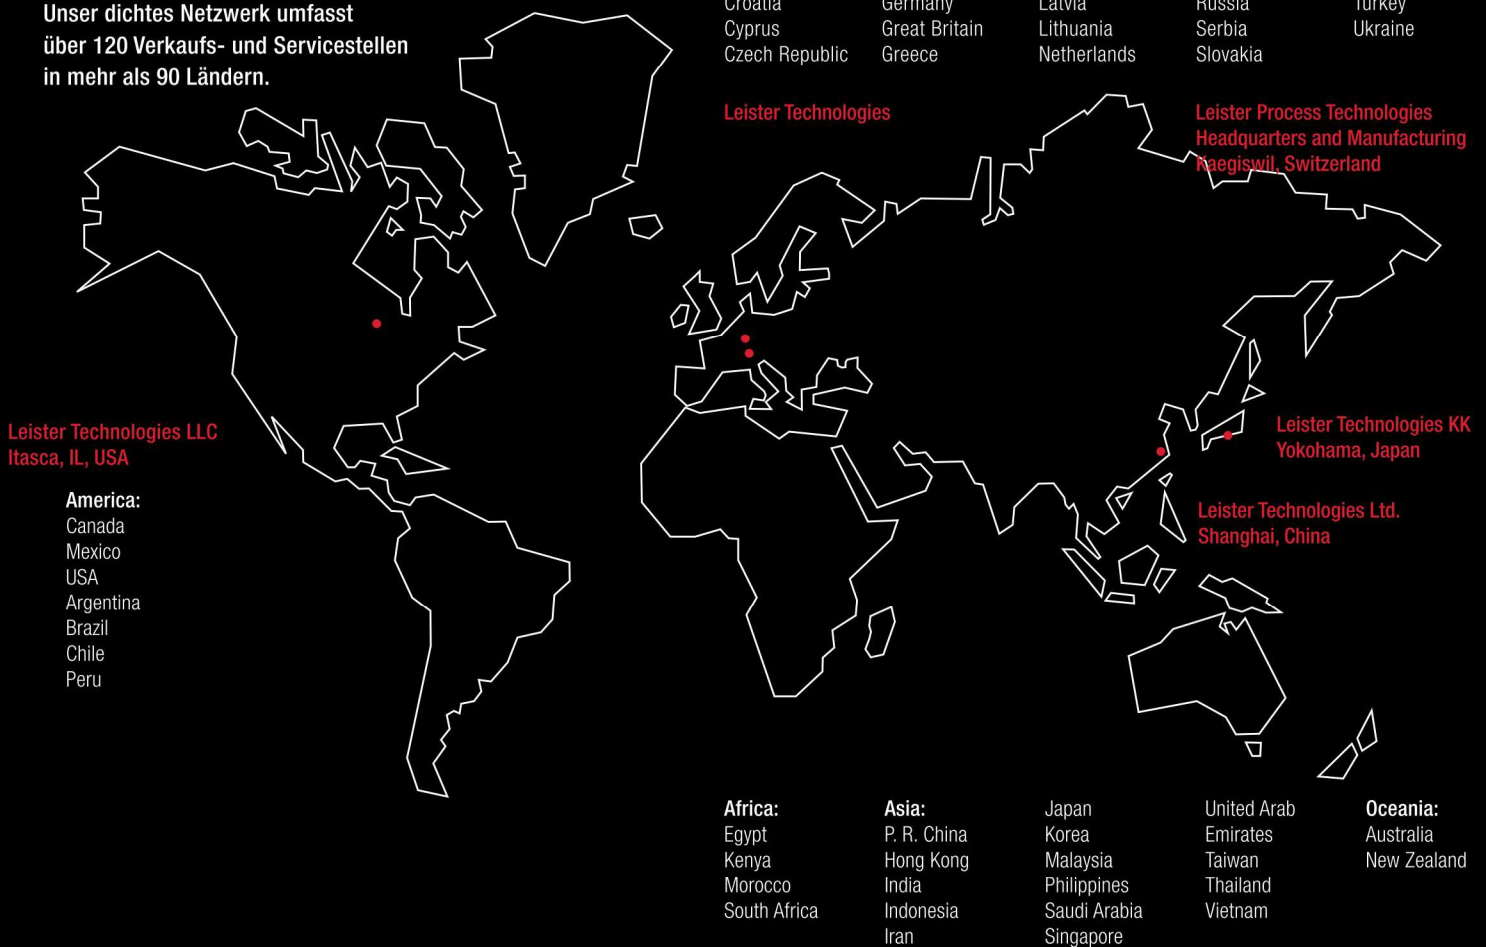 Unser dichtes Netzwerk umfasst
über 120 Verkaufs- und Servicestellen
in mehr als 90 Ländern.
Croatia
Cyprus
Czech Republic
Germany
Great Britain
Greece
Latvia
Lithuania
Netherlands
Russia
Serbia
Slovakia
Turkey
Ukraine
Leister Technologies
Leister Process Technologies
Headquarters and Manufacturing
Kaegiswil, Switzerland
Leister Technologies LLC
Itasca, IL, USA
America:
Canada
Mexico
USA
Argentina
Brazil
Chile
Peru
Leister Technologies KK
Yokohama, Japan
Leister Technologies Ltd.
Shanghai, China
Africa:
Egypt
Kenya
Morocco
South Africa
Asia:
P. R. China
Hong Kong
India
Indonesia
Iran
Japan
Korea
Malaysia
Philippines
Saudi Arabia
Singapore
United Arab
Emirates
Taiwan
Thailand
Vietnam
Oceania:
Australia
New Zealand